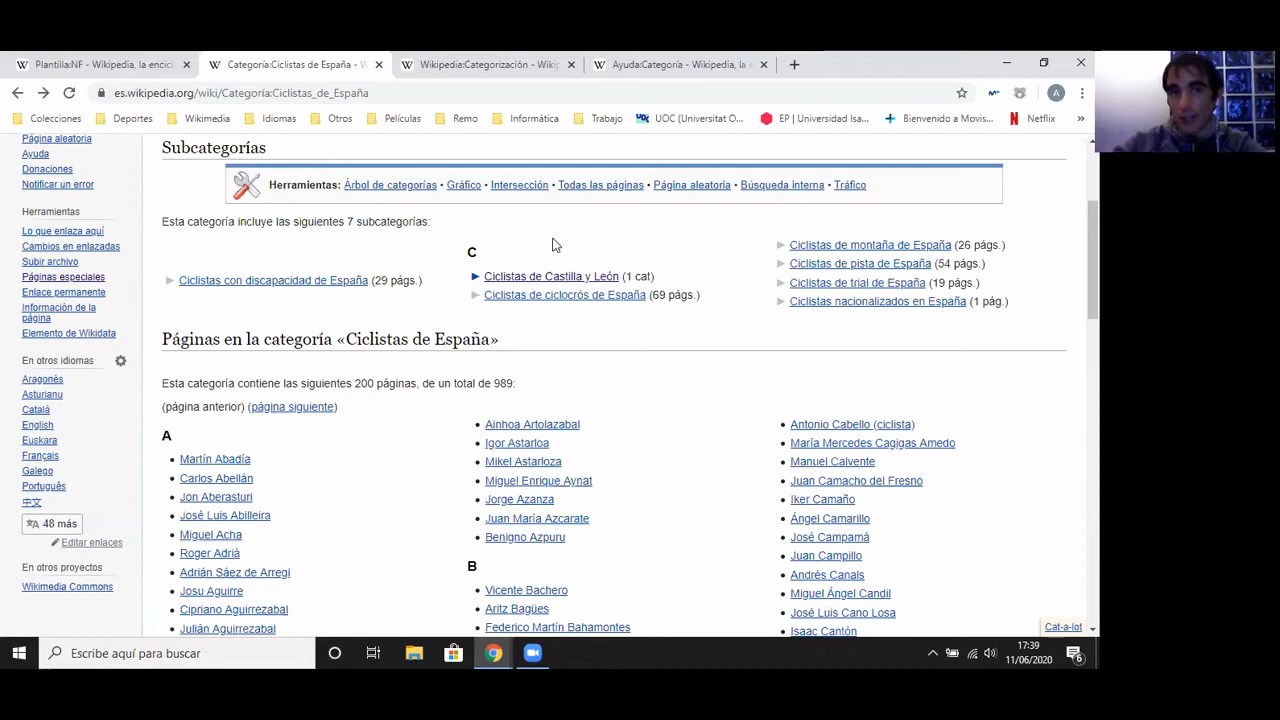 Plantilla:NF - Wikipedia, la encicl
Categoría:Ciclistas de España - W
Wikipedia:Categorización - Wikip
Ayuda:Categoría - Wikipedia, la e
es.wikipedia.org/wiki/Categoría:Ciclistas_de_España
A
Colecciones
Deportes
Wikimedia
Idiomas
Otros
Películas
Remo
Informática
Trabajo
UOC (Universitat O...
EP | Universidad Isa...
Bienvenido a Movis...
Netflix
Página aleatoria
Ayuda
Donaciones
Notificar un error
Herramientas
Lo que enlaza aquí
Cambios en enlazadas
Subir archivo
Páginas especiales
Enlace permanente
Información de la
página
Elemento de Wikidata
En otros idiomas
Aragonés
Asturianu
Català
English
Euskara
Français
Galego
Português
中文
48 más
Editar enlaces
En otros proyectos
Wikimedia Commons
Subcategorías
Herramientas: Árbol de categorías • Gráfico • Intersección • Todas las páginas • Página aleatoria • Búsqueda interna • Tráfico
Esta categoría incluye las siguientes 7 subcategorías:
Ciclistas con discapacidad de España (29 págs.)
C
Ciclistas de Castilla y León (1 cat)
Ciclistas de ciclocrós de España (69 págs.)
Ciclistas de montaña de España (26 págs.)
Ciclistas de pista de España (54 págs.)
Ciclistas de trial de España (19 págs.)
Ciclistas nacionalizados en España (1 pág.)
Páginas en la categoría «Ciclistas de España»
Esta categoría contiene las siguientes 200 páginas, de un total de 989:
(página anterior) (página siguiente)
A
Martín Abadía
Carlos Abellán
Jon Aberasturi
José Luis Abilleira
Miguel Acha
Roger Adrià
Adrián Sáez de Arregi
Josu Aguirre
Cipriano Aguirrezabal
Julián Aguirrezabal
Ainhoa Artolazabal
Igor Astarloa
Mikel Astarloza
Miguel Enrique Aynat
Jorge Azanza
Juan María Azcarate
Benigno Azpuru
B
Vicente Bachero
Aritz Bagües
Federico Martín Bahamontes
Antonio Cabello (ciclista)
María Mercedes Cagigas Amedo
Manuel Calvente
Juan Camacho del Fresno
Iker Camaño
Ángel Camarillo
José Campamá
Juan Campillo
Andrés Canals
Miguel Ángel Candil
José Luis Cano Losa
Isaac Cantón
Cat-a-lot
Escribe aquí para buscar
17:39
11/06/2020
6